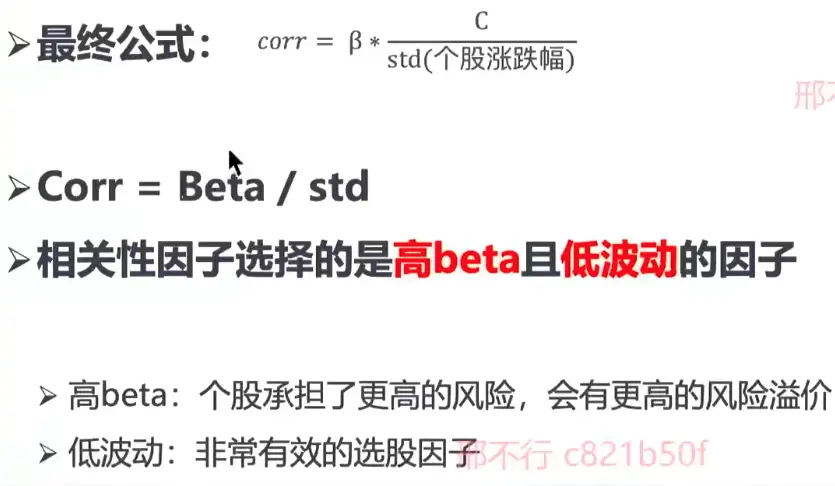 ➢最终公式： corr = β * C / std(个股涨跌幅)
邢不
➢Corr = Beta / std
➢相关性因子选择的是高beta且低波动的因子
➢ 高beta：个股承担了更高的风险，会有更高的风险溢价
➢ 低波动：非常有效的选股因子
邢不行 c821b50f